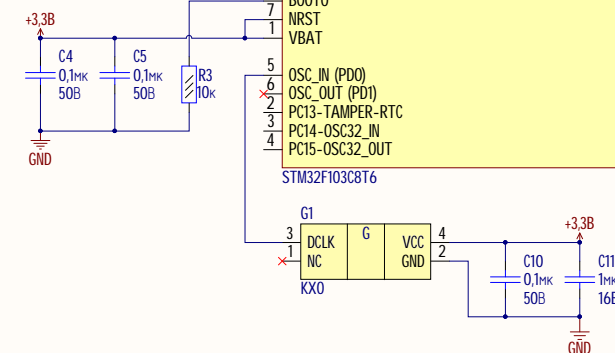 BOOT0
7 NRST
1 VBAT
+3,3В
C4
0,1мк
50В
C5
0,1мк
50В
R3
10к
5 OSC_IN (PD0)
6 OSC_OUT (PD1)
2 PC13-TAMPER-RTC
3 PC14-OSC32_IN
4 PC15-OSC32_OUT
GND
STM32F103C8T6
G1
3 DCLK G VCC 4
1 NC GND 2
KXO
+3,3В
C10
0,1мк
50В
C11
1мк
16В
GND